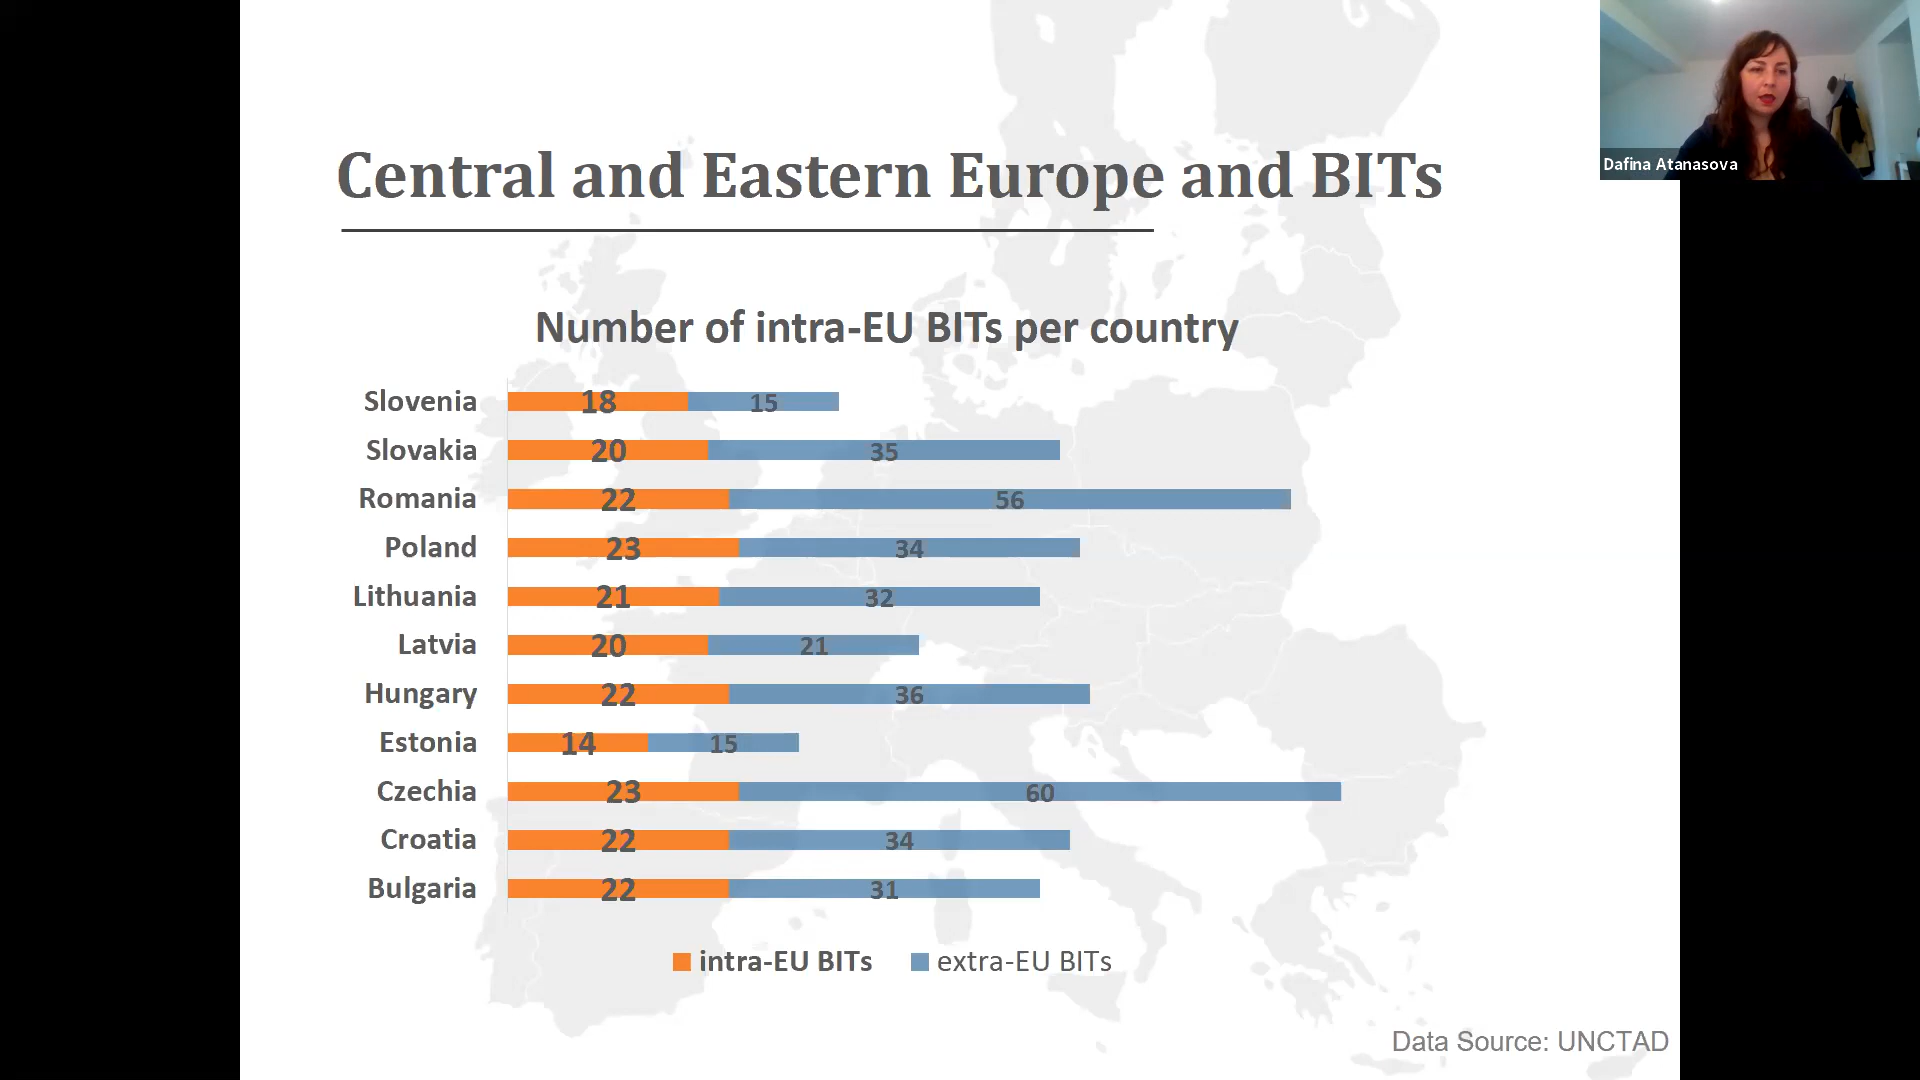 Central and Eastern Europe and BITs
Dafina Atanasova
Number of intra-EU BITs per country
Slovenia 18 15
Slovakia 20 35
Romania 22 56
Poland 23 34
Lithuania 21 32
Latvia 20 21
Hungary 22 36
Estonia 14 15
Czechia 23 60
Croatia 22 34
Bulgaria 22 31
intra-EU BITs extra-EU BITs
Data Source: UNCTAD